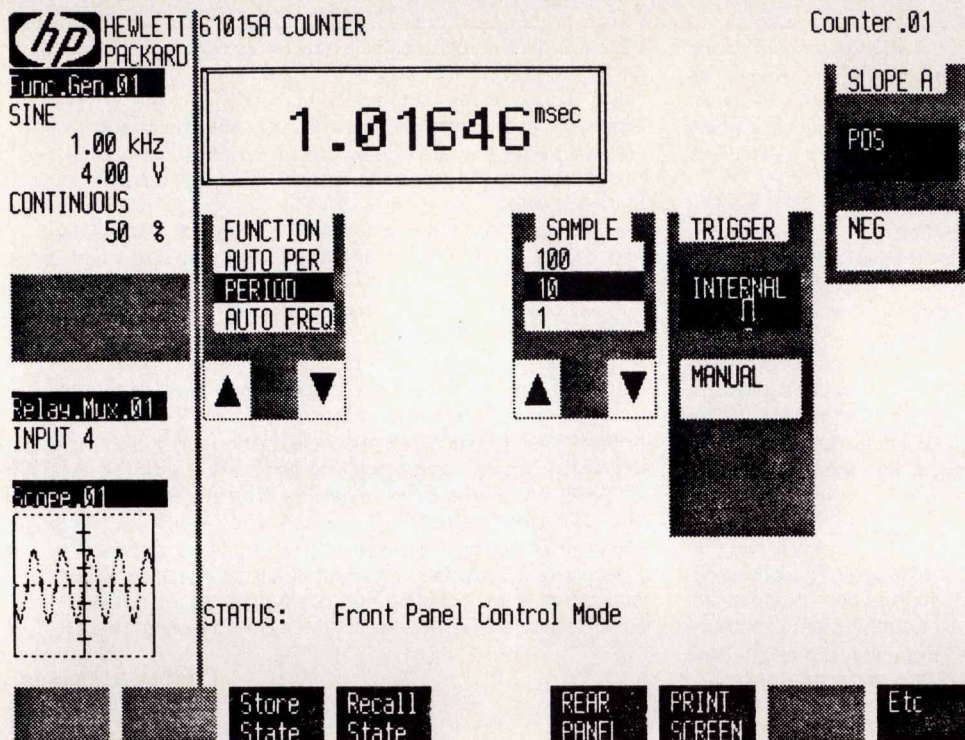 hp HEWLETT PACKARD
61015A COUNTER
Counter.01
Func.Gen.01
SINE
1.00 kHz
4.00 V
CONTINUOUS
50 %
Relay.Mux.01
INPUT 4
Scope.01
1.01646 msec
FUNCTION
AUTO PER
PERIOD
AUTO FREQ
SAMPLE
100
10
1
TRIGGER
INTERNAL
MANUAL
SLOPE A
POS
NEG
STATUS: Front Panel Control Mode
Store State
Recall State
REAR PANEL
PRINT SCREEN
Etc